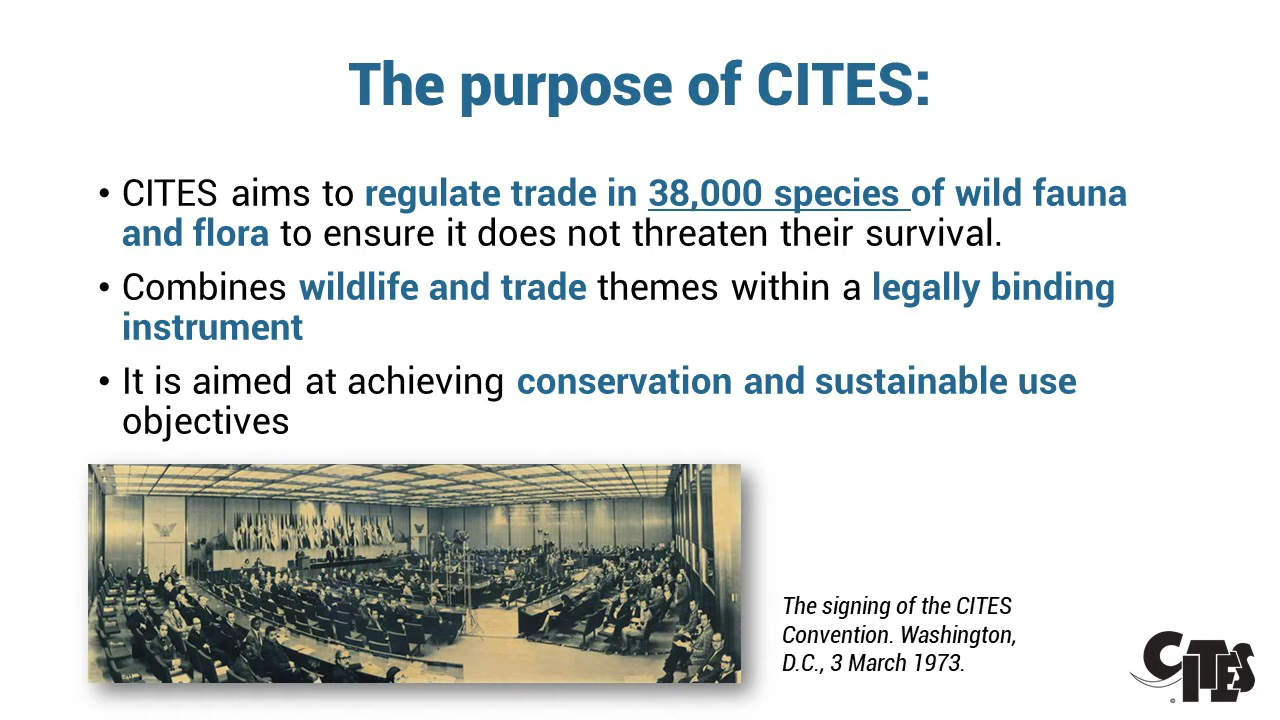 The purpose of CITES:
• CITES aims to regulate trade in 38,000 species of wild fauna
and flora to ensure it does not threaten their survival.
• Combines wildlife and trade themes within a legally binding
instrument
• It is aimed at achieving conservation and sustainable use
objectives
The signing of the CITES
Convention. Washington,
D.C., 3 March 1973.
CITES
®